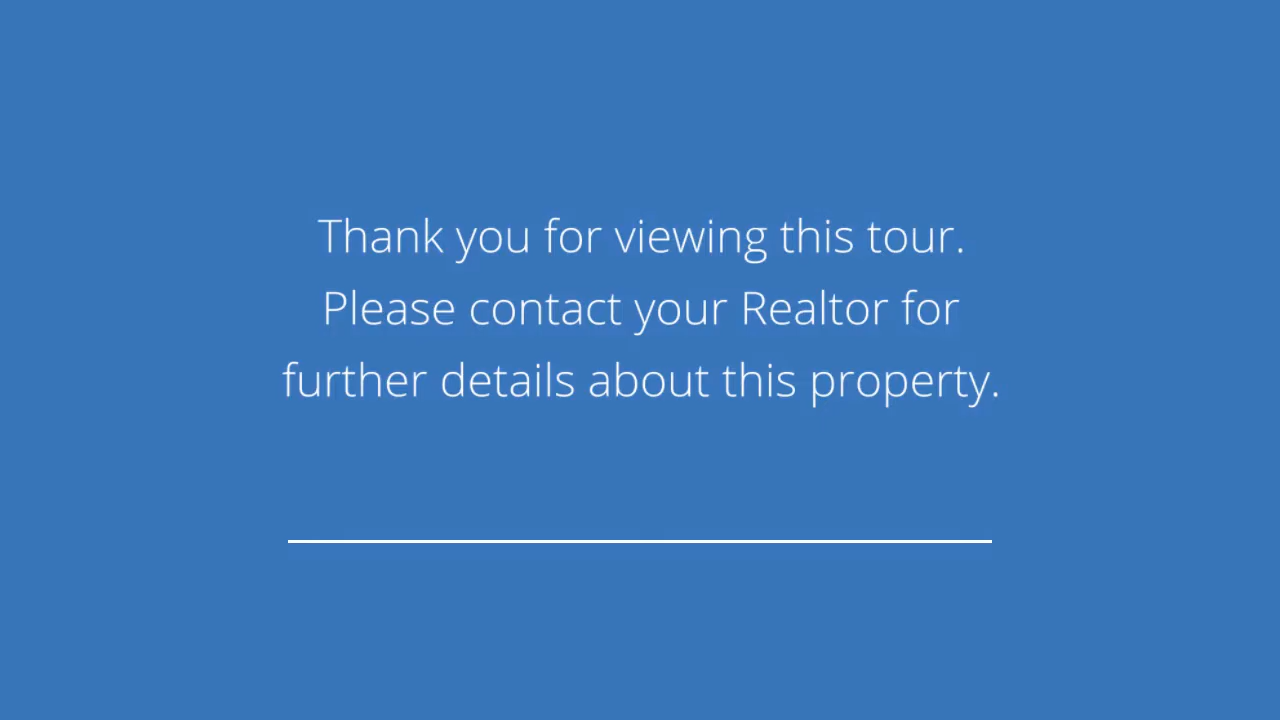 Thank you for viewing this tour.
Please contact your Realtor for
further details about this property.